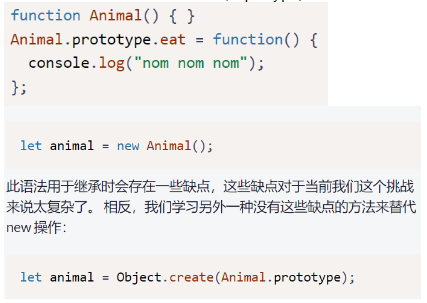 function Animal() { }
Animal.prototype.eat = function() {
  console.log("nom nom nom");
};
let animal = new Animal();
此语法用于继承时会存在一些缺点，这些缺点对于当前我们这个挑战
来说太复杂了。 相反，我们学习另外一种没有这些缺点的方法来替代
new 操作：
let animal = Object.create(Animal.prototype);